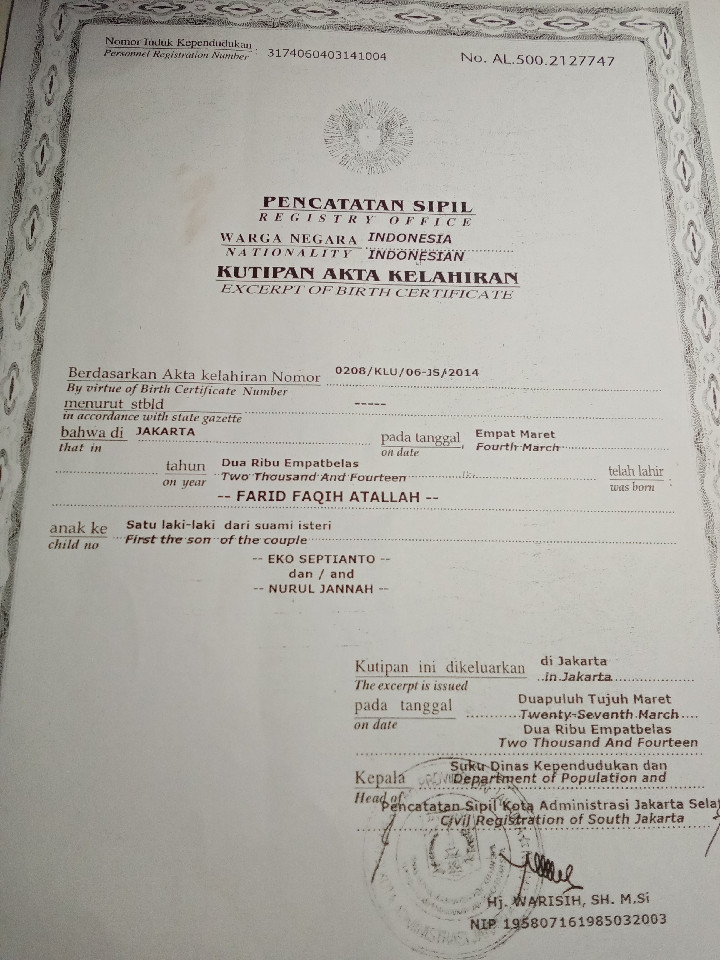 Nomor Induk Kependudukan
Personnel Registration Number : 3174060403141004
No. AL.500.2127747
PENCATATAN SIPIL
REGISTRY OFFICE
WARGA NEGARA INDONESIA
NATIONALITY INDONESIAN
KUTIPAN AKTA KELAHIRAN
EXCERPT OF BIRTH CERTIFICATE
Berdasarkan Akta kelahiran Nomor 0208/KLU/06-JS/2014
By virtue of Birth Certificate Number
menurut stbld -----
in accordance with state gazette
bahwa di JAKARTA pada tanggal Empat Maret
that in on date Fourth March
tahun Dua Ribu Empatbelas telah lahir
on year Two Thousand And Fourteen was born
-- FARID FAQIH ATALLAH --
anak ke Satu laki-laki dari suami isteri
child no First the son of the couple
-- EKO SEPTIANTO --
dan / and
-- NURUL JANNAH --
Kutipan ini dikeluarkan di Jakarta
The excerpt is issued in Jakarta
pada tanggal Duapuluh Tujuh Maret
on date Twenty-Seventh March
Dua Ribu Empatbelas
Two Thousand And Fourteen
Kepala Suku Dinas Kependudukan dan
Head of Department of Population and
Pencatatan Sipil Kota Administrasi Jakarta Selat
Civil Registration of South Jakarta
Hj. WARISIH, SH. M.Si
NIP 195807161985032003